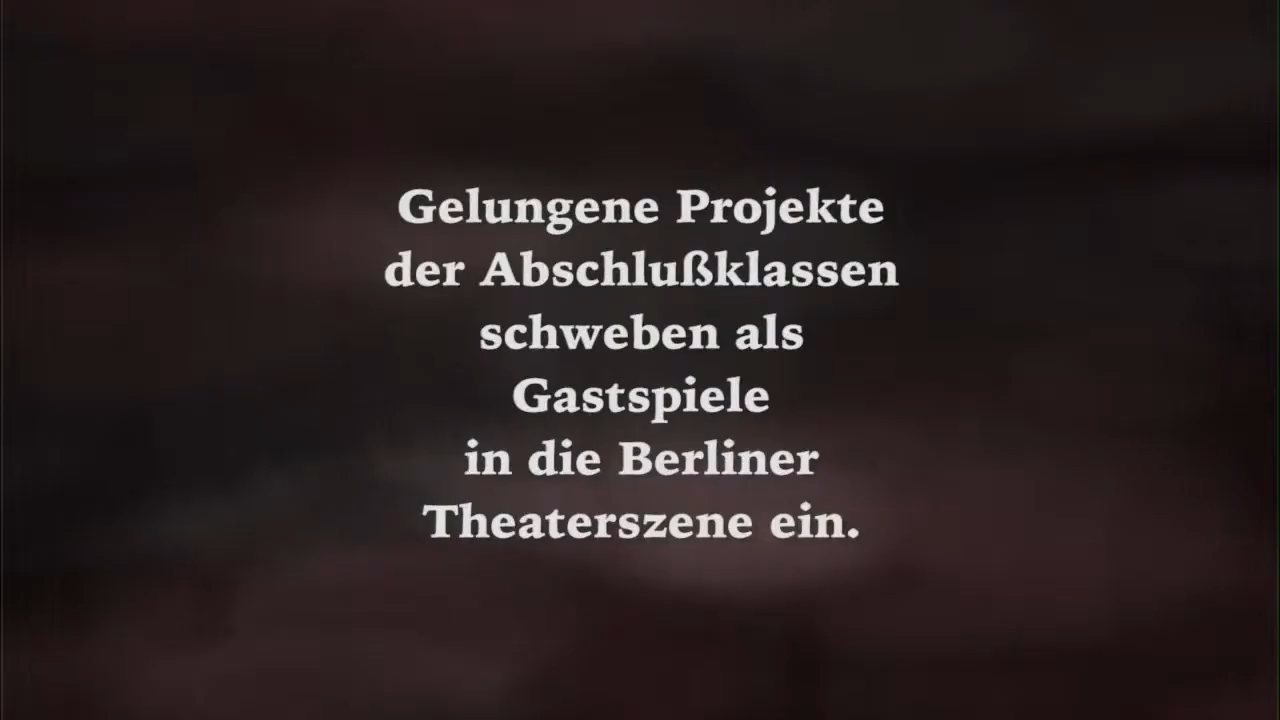 Gelungene Projekte
der Abschlußklassen
schweben als
Gastspiele
in die Berliner
Theaterszene ein.